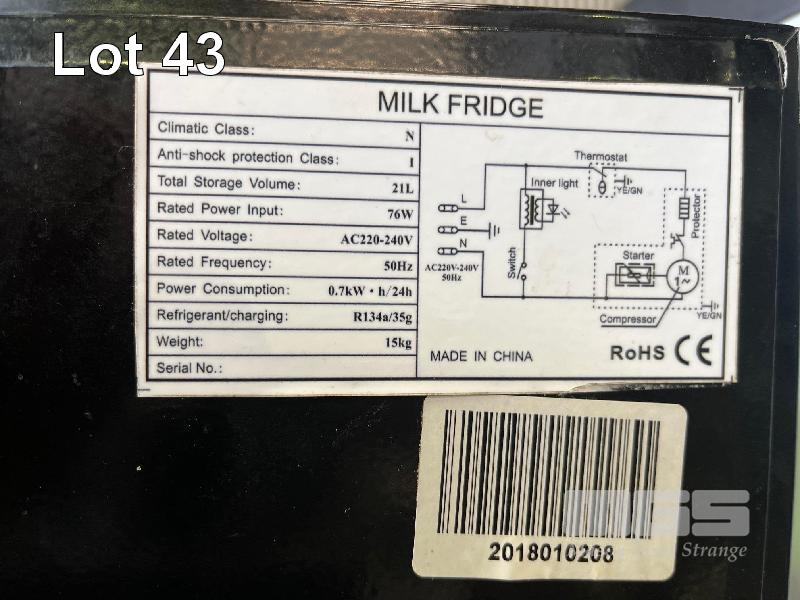 Lot 43
MILK FRIDGE
Climatic Class: N
Anti-shock protection Class: I
Total Storage Volume: 21L
Rated Power Input: 76W
Rated Voltage: AC220-240V
Rated Frequency: 50Hz
Power Consumption: 0.7kW·h/24h
Refrigerant/charging: R134a/35g
Weight: 15kg
Serial No.:
Thermostat
Inner light
YE/GN
L
E
N
Protector
Switch
Starter
M
1~
AC220V-240V
50Hz
YE/GN
Compressor
MADE IN CHINA
RoHS CE
2018010208
Strange